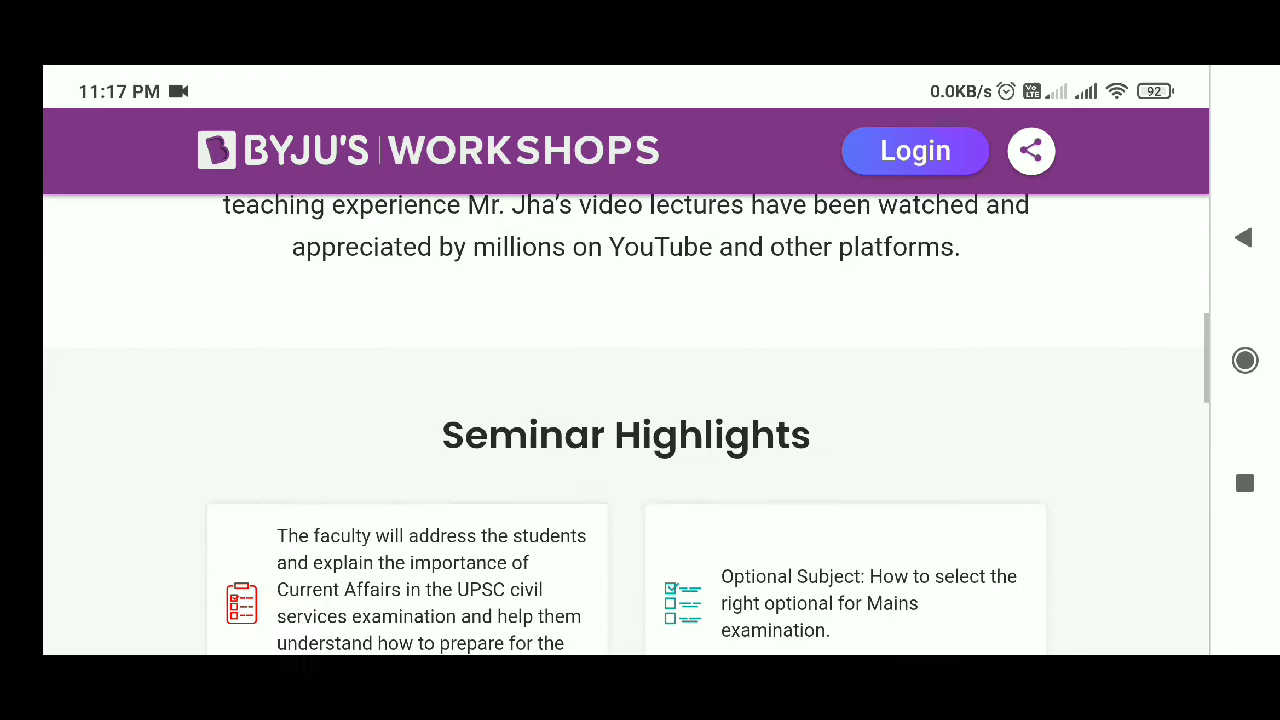 11:17 PM
0.0KB/s Vo LTE 92
BYJU'S | WORKSHOPS
Login
teaching experience Mr. Jha's video lectures have been watched and
appreciated by millions on YouTube and other platforms.
Seminar Highlights
The faculty will address the students
and explain the importance of
Current Affairs in the UPSC civil
services examination and help them
understand how to prepare for the
Optional Subject: How to select the
right optional for Mains
examination.